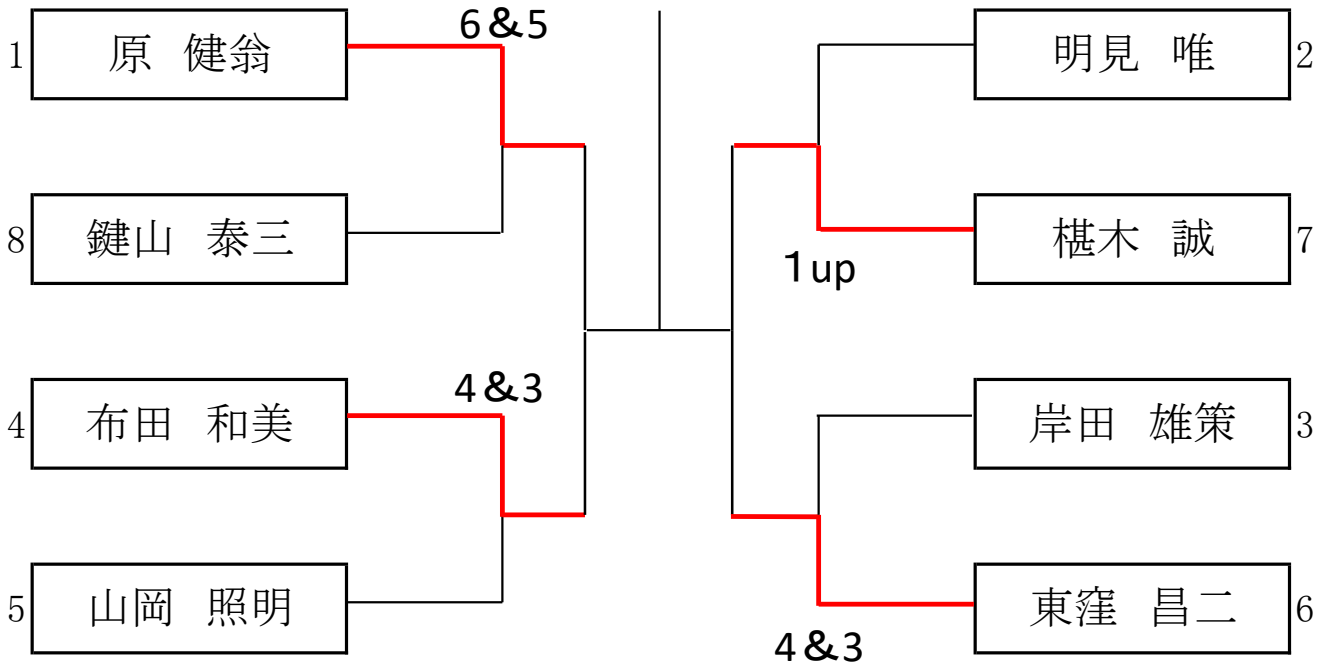 6&5
1 原 健翁
明見 唯 2
8 鍵山 泰三
椹木 誠 7
1up
4&3
4 布田 和美
岸田 雄策 3
5 山岡 照明
東窪 昌二 6
4&3